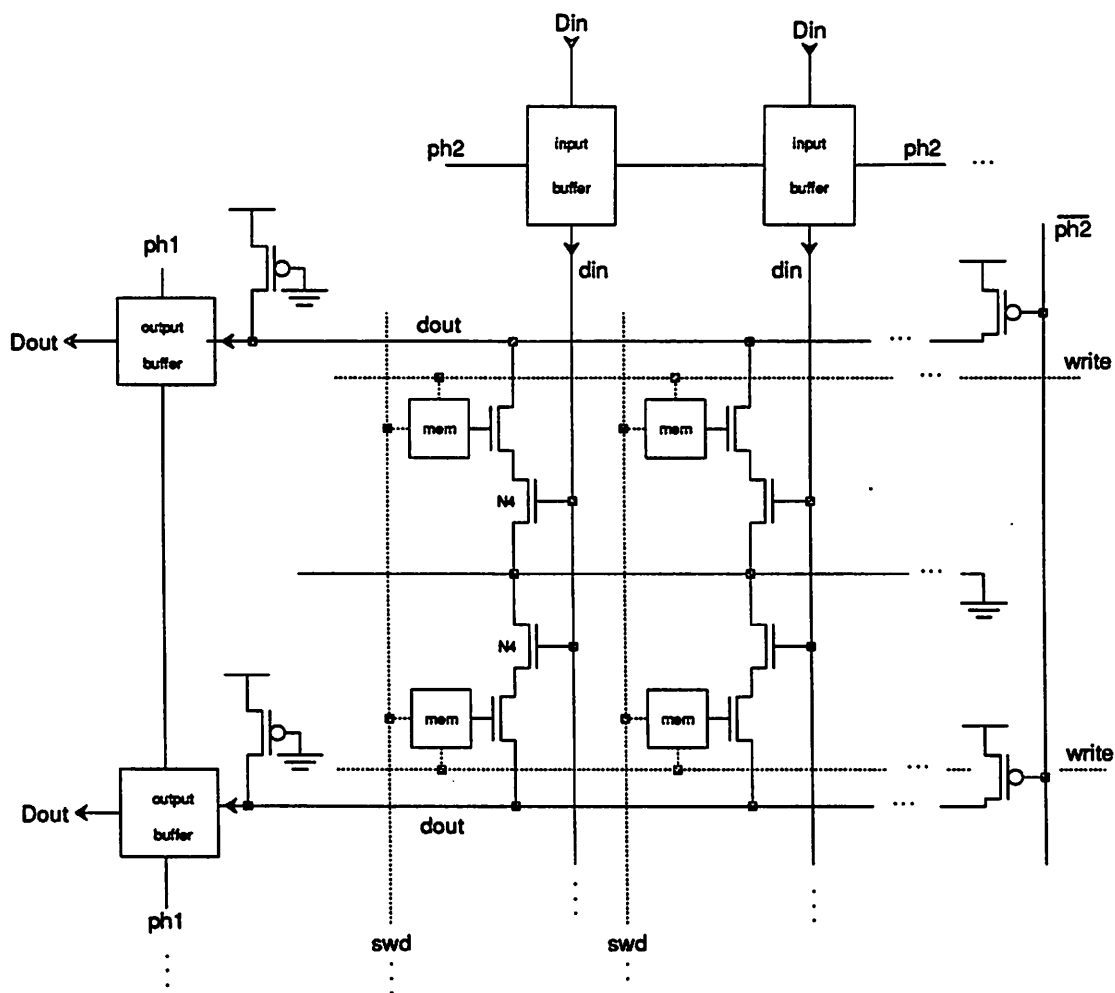 Din
Din
input
buffer
input
buffer
ph2
ph2
...
ph2
ph1
din
din
output
buffer
Dout
dout
...
write
...
mem
mem
N4
...
N4
mem
mem
write
...
output
buffer
Dout
dout
...
ph1
swd
swd